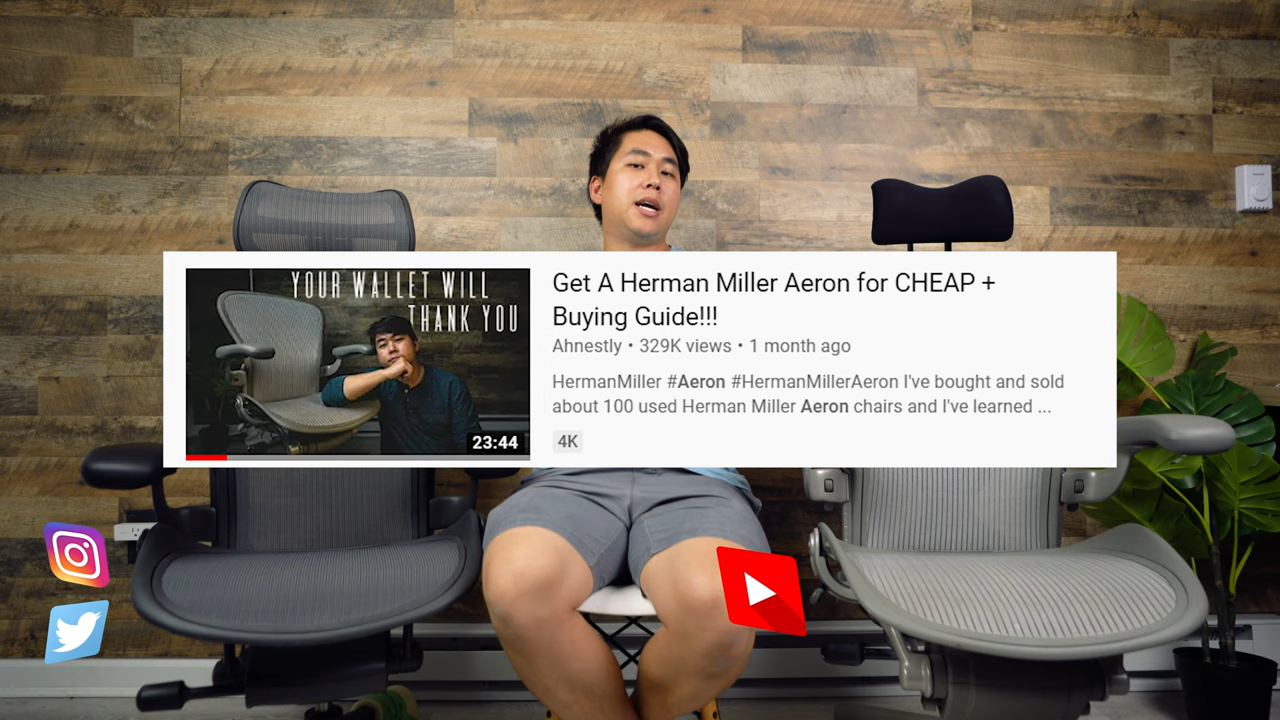 YOUR WALLET WILL
THANK YOU
23:44
Get A Herman Miller Aeron for CHEAP +
Buying Guide!!!
Ahnestly • 329K views • 1 month ago
HermanMiller #Aeron #HermanMillerAeron I've bought and sold
about 100 used Herman Miller Aeron chairs and I've learned ...
4K